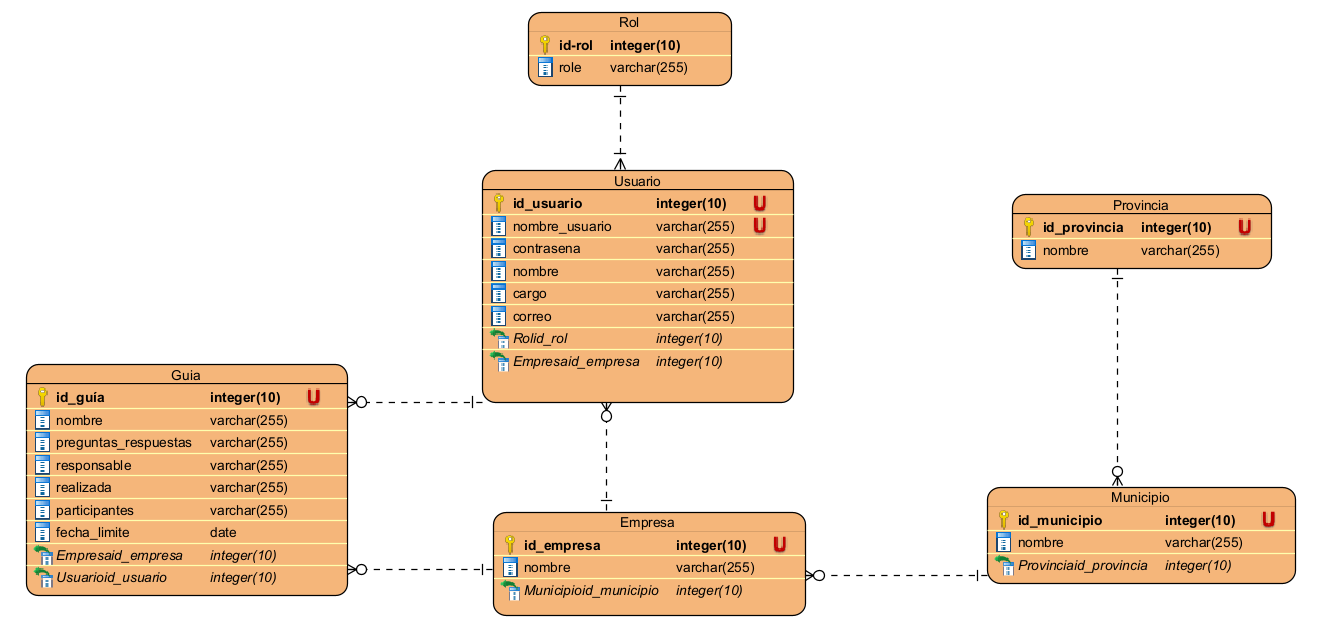 Rol
id-rol integer(10)
role varchar(255)
Usuario
id_usuario integer(10) U
nombre_usuario varchar(255) U
contrasena varchar(255)
nombre varchar(255)
cargo varchar(255)
correo varchar(255)
Rolid_rol integer(10)
Empresaid_empresa integer(10)
Provincia
id_provincia integer(10) U
nombre varchar(255)
Guia
id_guía integer(10) U
nombre varchar(255)
preguntas_respuestas varchar(255)
responsable varchar(255)
realizada varchar(255)
participantes varchar(255)
fecha_limite date
Empresaid_empresa integer(10)
Usuarioid_usuario integer(10)
Empresa
id_empresa integer(10) U
nombre varchar(255)
Municipioid_municipio integer(10)
Municipio
id_municipio integer(10) U
nombre varchar(255)
Provinciaid_provincia integer(10)